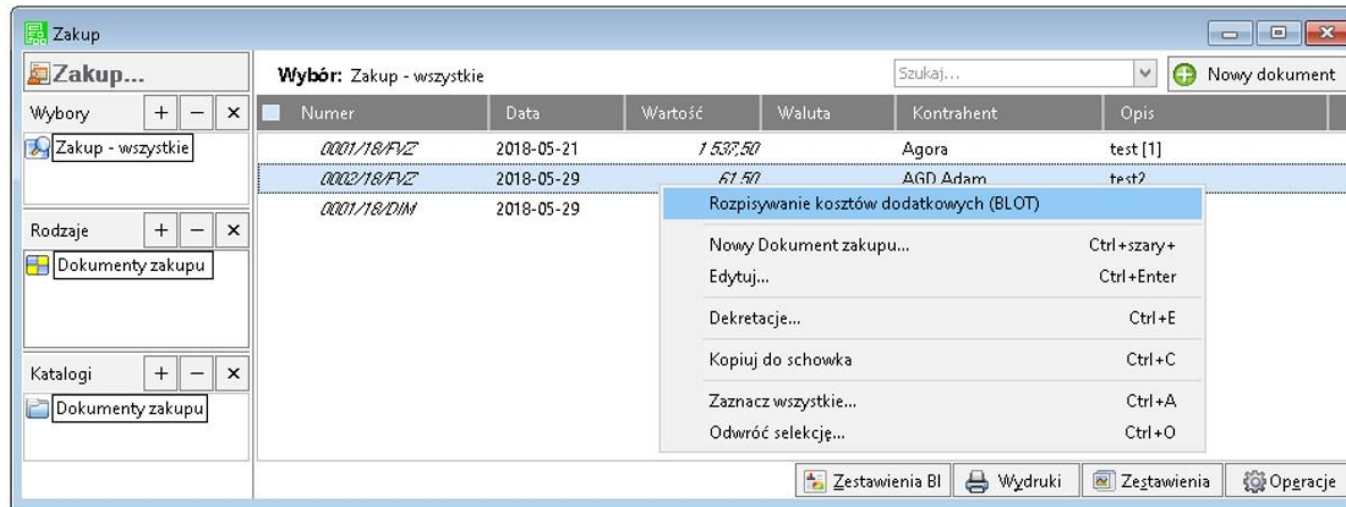 Zakup
Zakup...
Wybór: Zakup - wszystkie
Szukaj...
Nowy dokument
Wybory + − ×
Zakup - wszystkie
Rodzaje + − ×
Dokumenty zakupu
Katalogi + − ×
Dokumenty zakupu
Numer Data Wartość Waluta Kontrahent Opis
0001/18/FVZ 2018-05-21 1 537,50 Agora test [1]
0002/18/FVZ 2018-05-29 61,50 AGD Adam test2
0001/18/DIM 2018-05-29
Rozpisywanie kosztów dodatkowych (BLOT)
Nowy Dokument zakupu... Ctrl+szary+
Edytuj... Ctrl+Enter
Dekretacje... Ctrl+E
Kopiuj do schowka Ctrl+C
Zaznacz wszystkie... Ctrl+A
Odwróć selekcję... Ctrl+O
Zestawienia BI Wydruki Zestawienia Operacje